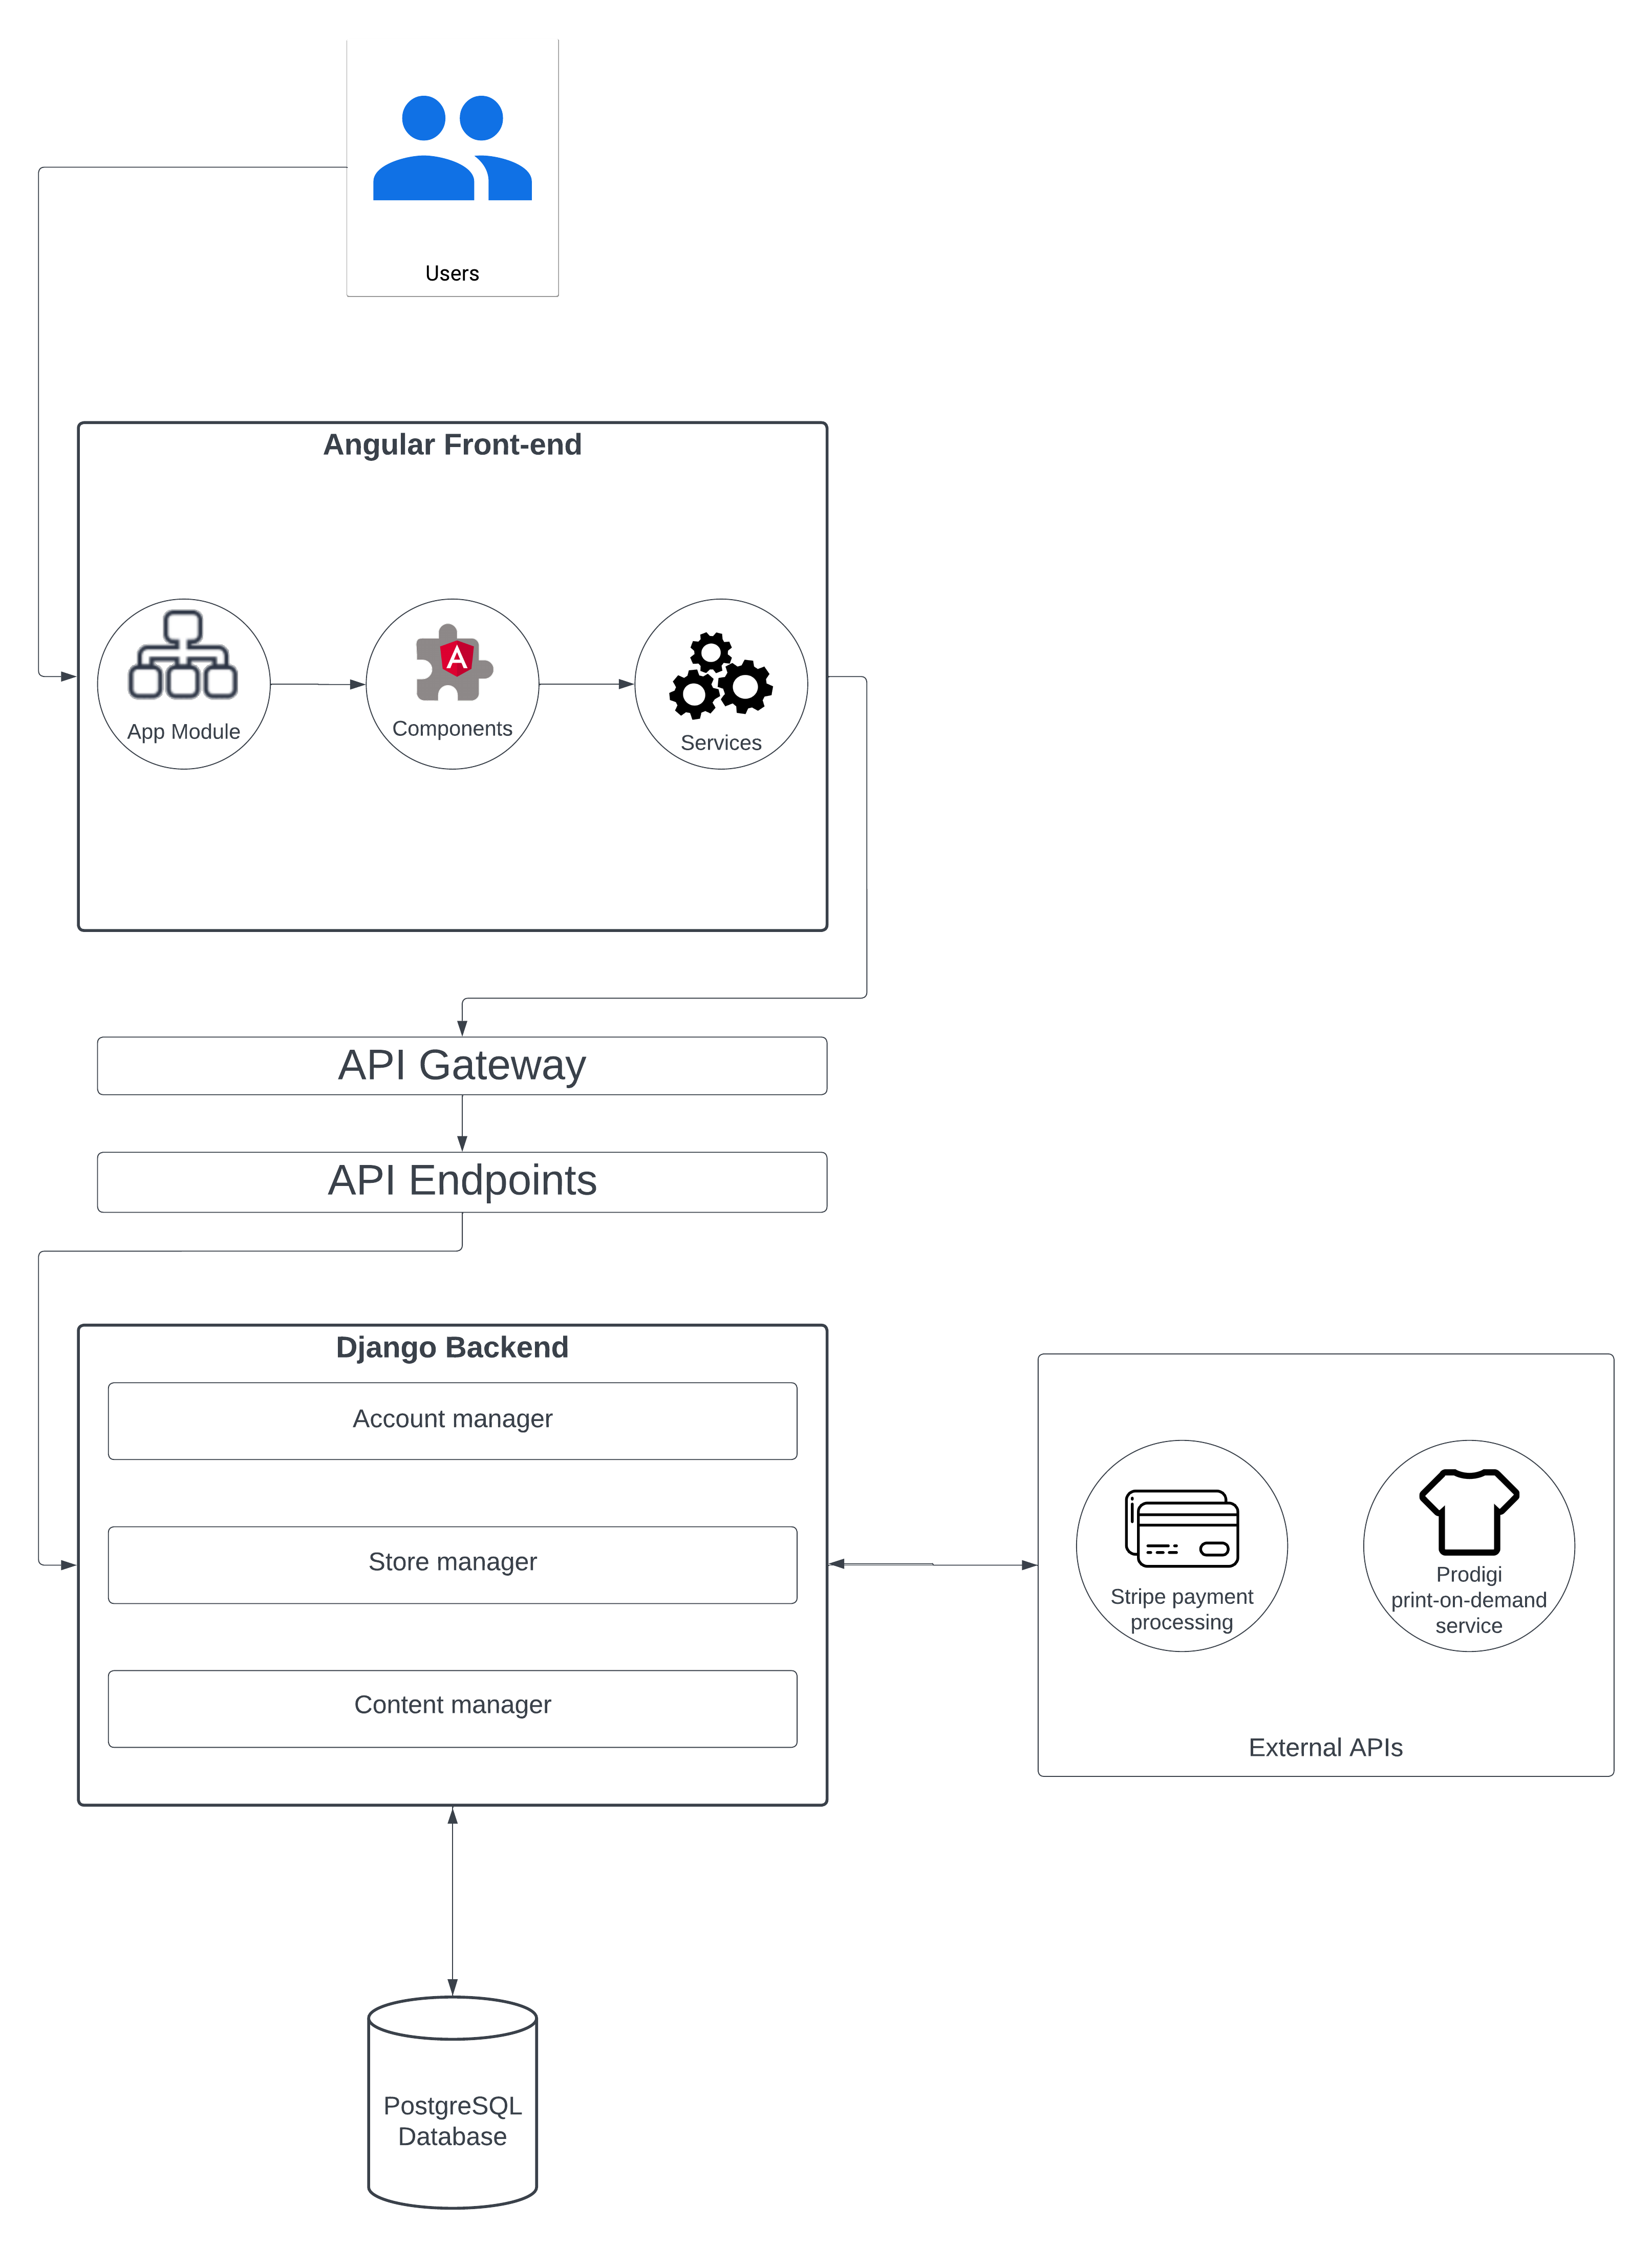 Users
Angular Front-end
App Module
Components
Services
API Gateway
API Endpoints
Django Backend
Account manager
Store manager
Content manager
Stripe payment
processing
Prodigi
print-on-demand
service
External APIs
PostgreSQL
Database